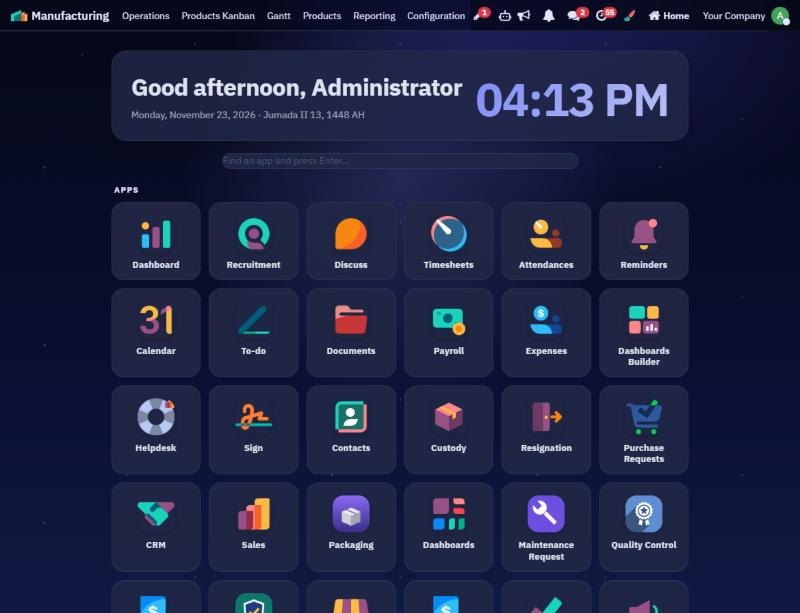 Manufacturing Operations Products Kanban Gantt Products Reporting Configuration 1 2 55 Home Your Company A
Good afternoon, Administrator
04:13 PM
Monday, November 23, 2026 - Jumada II 13, 1448 AH
Find an app and press Enter...
APPS
Dashboard Recruitment Discuss Timesheets Attendances Reminders
31 $
Calendar To-do Documents Payroll Expenses Dashboards
Builder
Helpdesk Sign Contacts Custody Resignation Purchase
Requests
CRM Sales Packaging Dashboards Maintenance Quality Control
Request
$ $